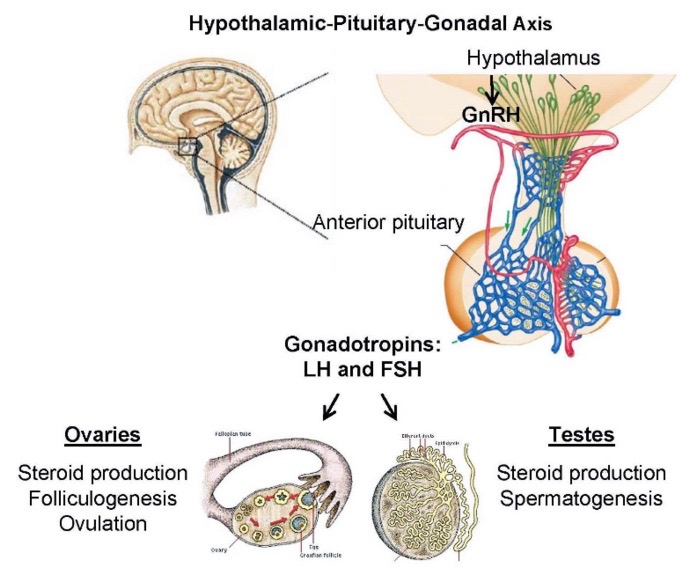 Hypothalamic-Pituitary-Gonadal Axis
Hypothalamus
GnRH
Anterior pituitary
Gonadotropins:
LH and FSH
Ovaries
Steroid production
Folliculogenesis
Ovulation
Fallopian tube
Ovary
Egg
Graafian follicle
Efferent ducts
Epididymis
Testes
Steroid production
Spermatogenesis